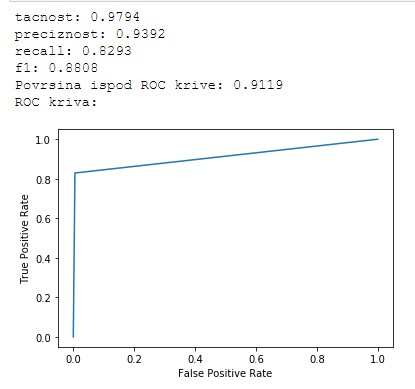 tacnost: 0.9794
preciznost: 0.9392
recall: 0.8293
f1: 0.8808
Povrsina ispod ROC krive: 0.9119
ROC kriva:
1.0
0.8
0.6
0.4
0.2
0.0
True Positive Rate
0.0 0.2 0.4 0.6 0.8 1.0
False Positive Rate